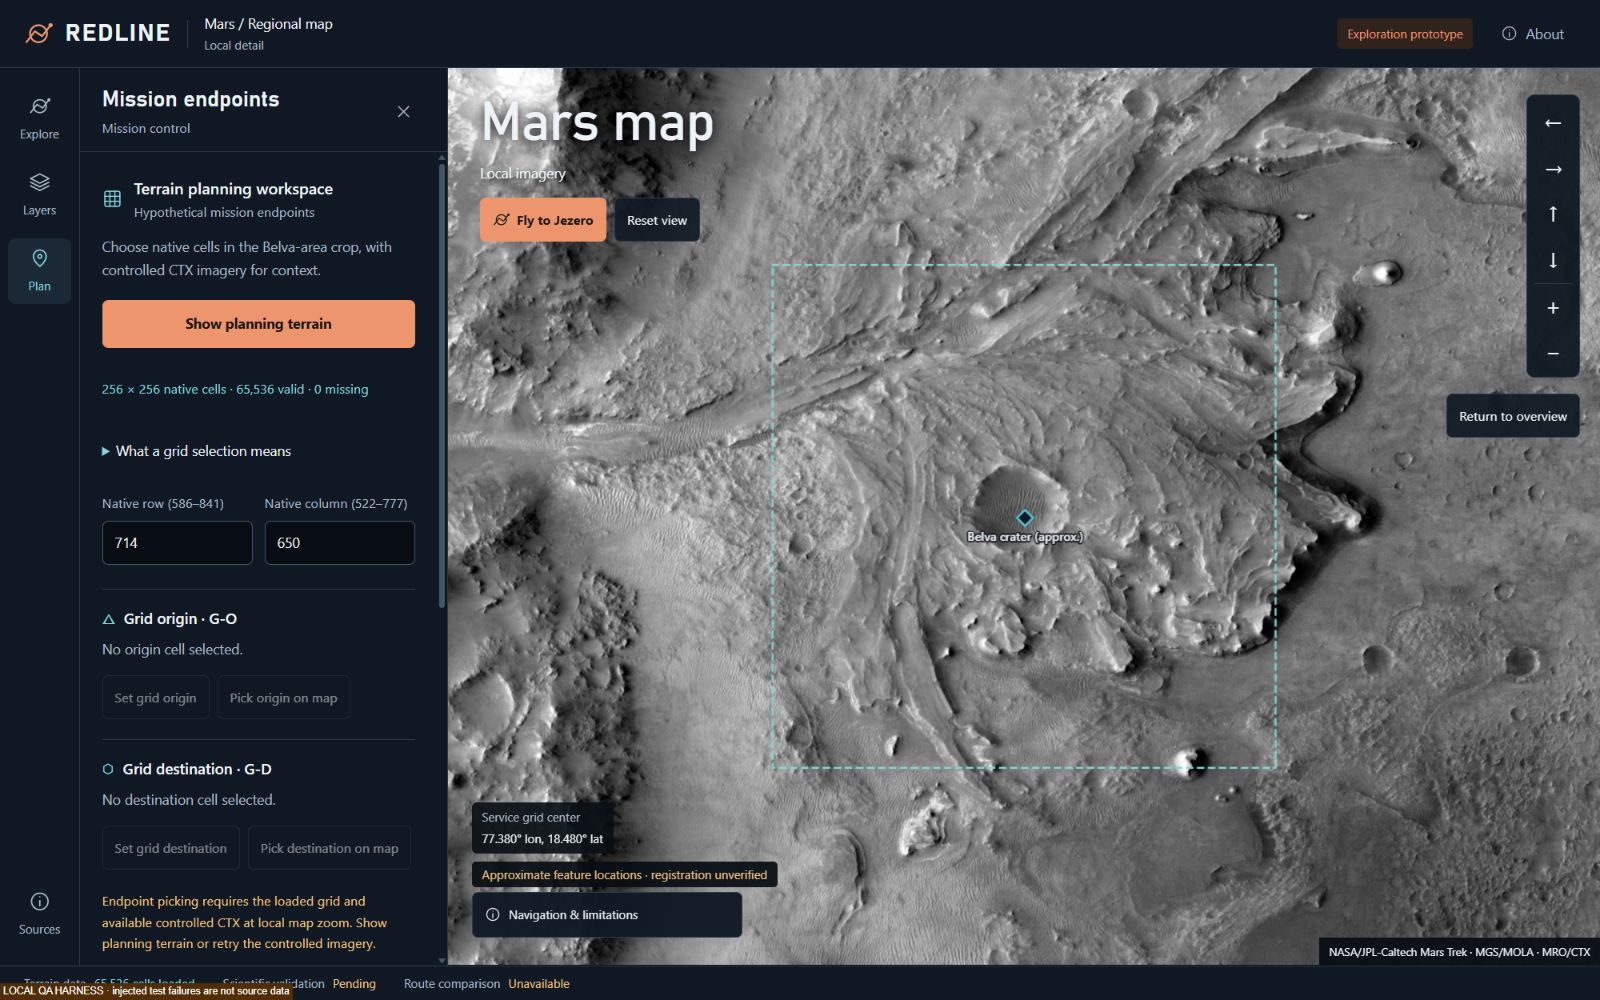 REDLINE
Mars / Regional map
Local detail
Exploration prototype
About
Explore
Layers
Plan
Sources
Mission endpoints
Mission control
Terrain planning workspace
Hypothetical mission endpoints
Choose native cells in the Belva-area crop, with
controlled CTX imagery for context.
Show planning terrain
256 × 256 native cells · 65,536 valid · 0 missing
What a grid selection means
Native row (586–841)
Native column (522–777)
714
650
Grid origin · G-O
No origin cell selected.
Set grid origin
Pick origin on map
Grid destination · G-D
No destination cell selected.
Set grid destination
Pick destination on map
Endpoint picking requires the loaded grid and
available controlled CTX at local map zoom. Show
planning terrain or retry the controlled imagery.
Mars map
Local imagery
Fly to Jezero
Reset view
←
→
↑
↓
+
−
Return to overview
Belva crater (approx.)
Service grid center
77.380° lon, 18.480° lat
Approximate feature locations · registration unverified
Navigation & limitations
NASA/JPL-Caltech Mars Trek · MGS/MOLA · MRO/CTX
Terrain data 65,536 cells loaded Scientific validation Pending Route comparison Unavailable
LOCAL QA HARNESS · injected test failures are not source data